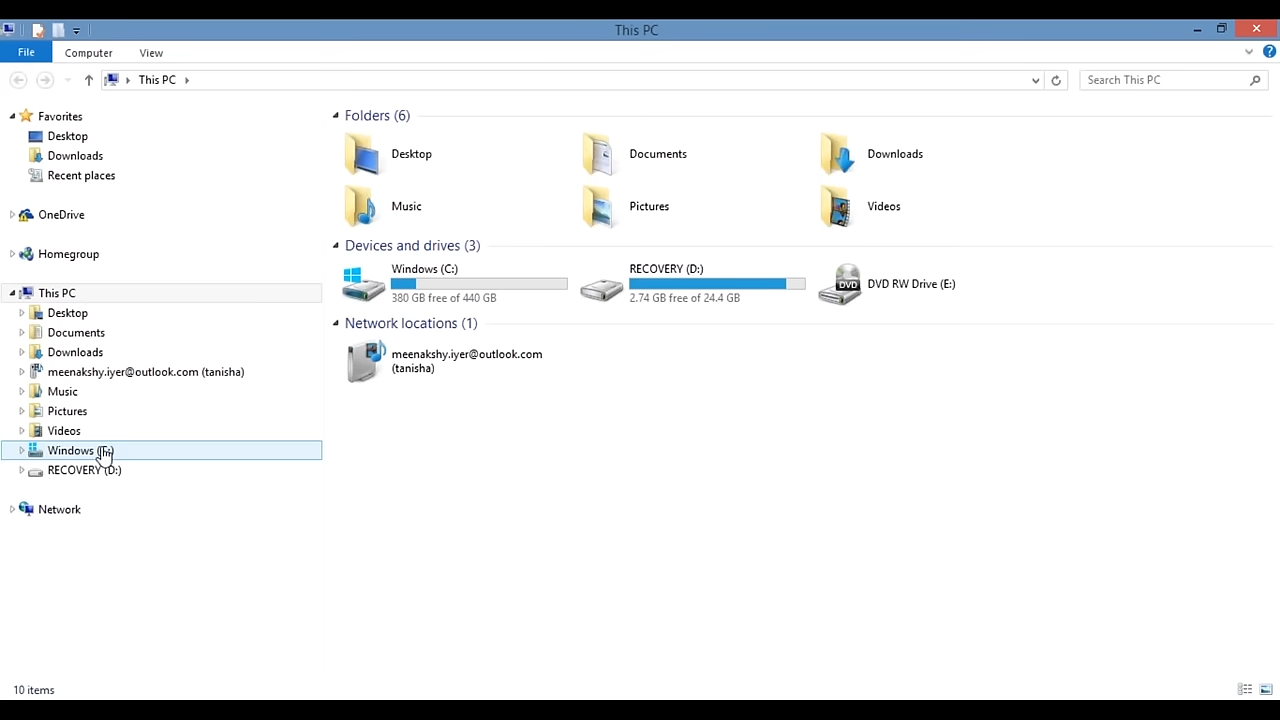 This PC
File
Computer
View
This PC
Search This PC
Favorites
Desktop
Downloads
Recent places
OneDrive
Homegroup
This PC
Desktop
Documents
Downloads
meenakshy.iyer@outlook.com (tanisha)
Music
Pictures
Videos
Windows
RECOVERY (D:)
Network
Folders (6)
Desktop
Documents
Downloads
Music
Pictures
Videos
Devices and drives (3)
Windows (C:)
380 GB free of 440 GB
RECOVERY (D:)
2.74 GB free of 24.4 GB
DVD
DVD RW Drive (E:)
Network locations (1)
meenakshy.iyer@outlook.com
(tanisha)
10 items